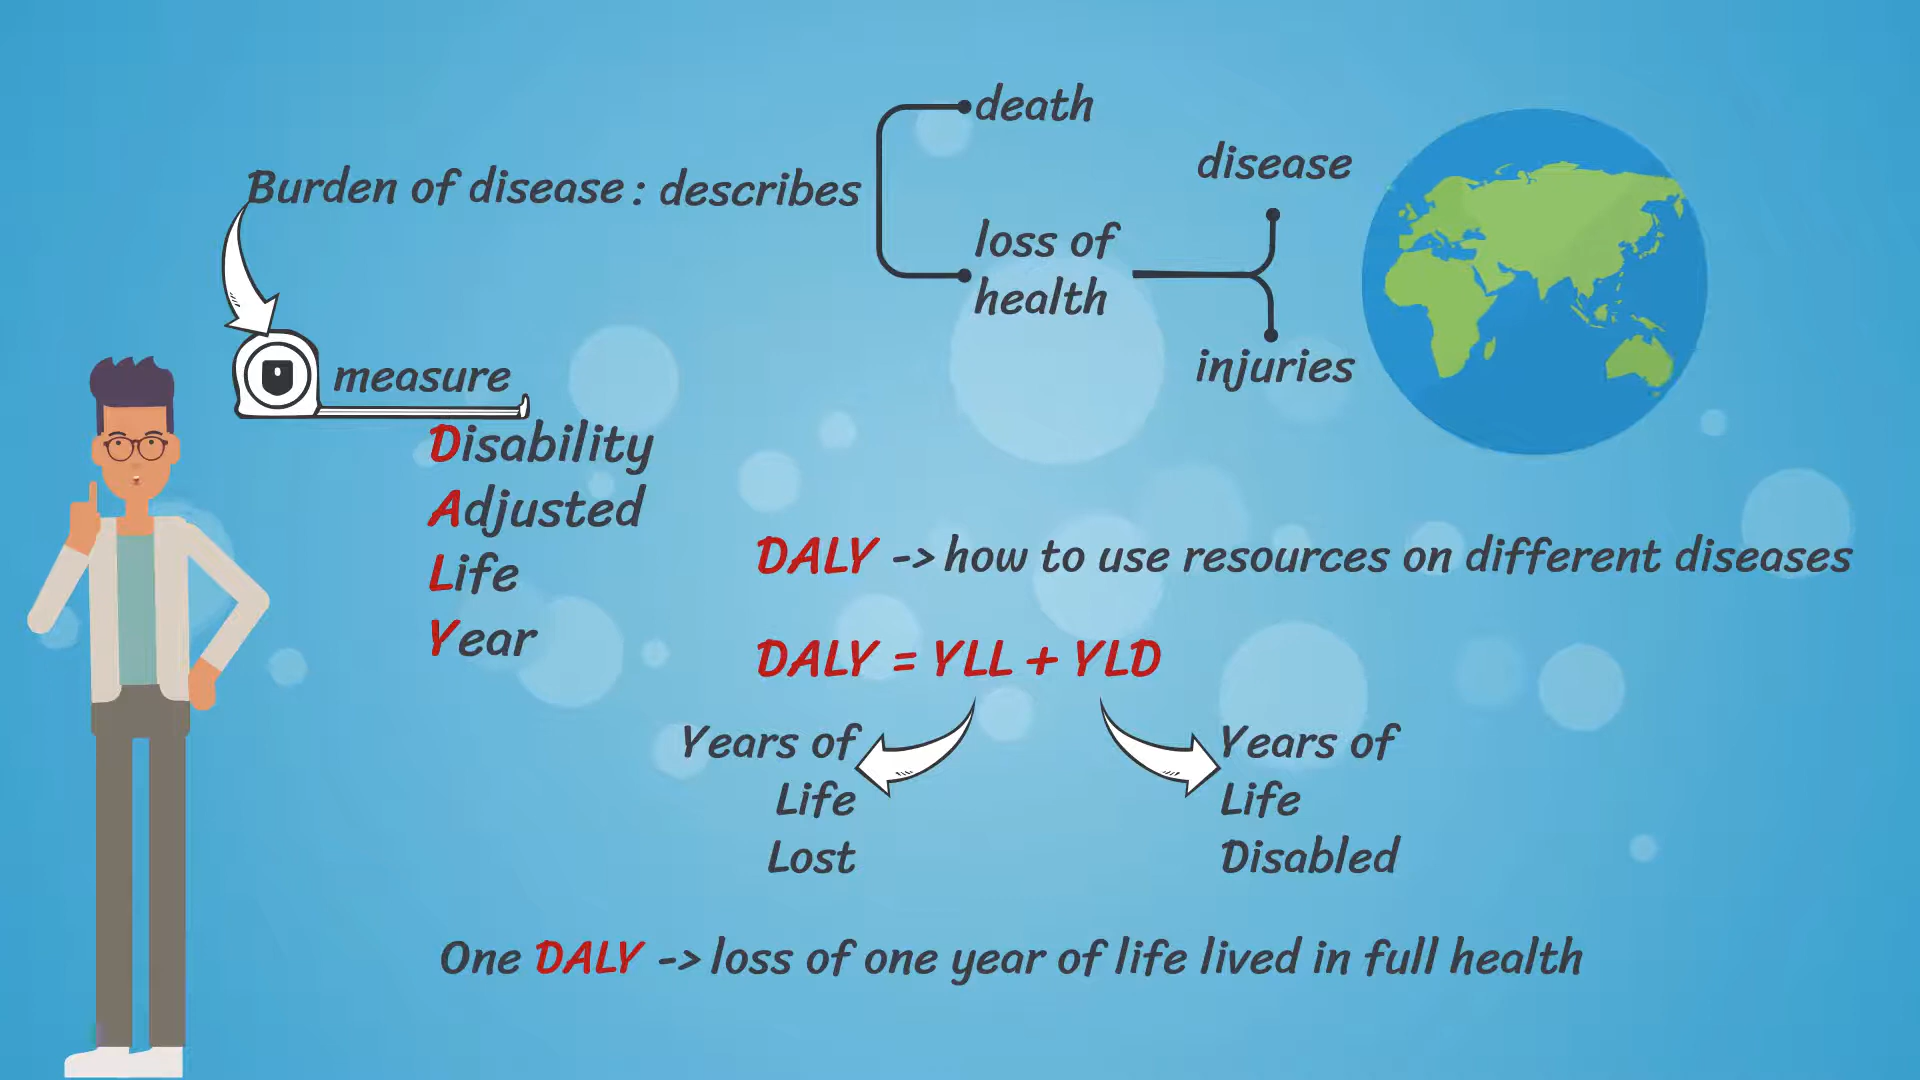 death
Burden of disease : describes
disease
loss of
health
injuries
measure
Disability
Adjusted
Life
Year
DALY -> how to use resources on different diseases
DALY = YLL + YLD
Years of
Life
Lost
Years of
Life
Disabled
One DALY -> loss of one year of life lived in full health